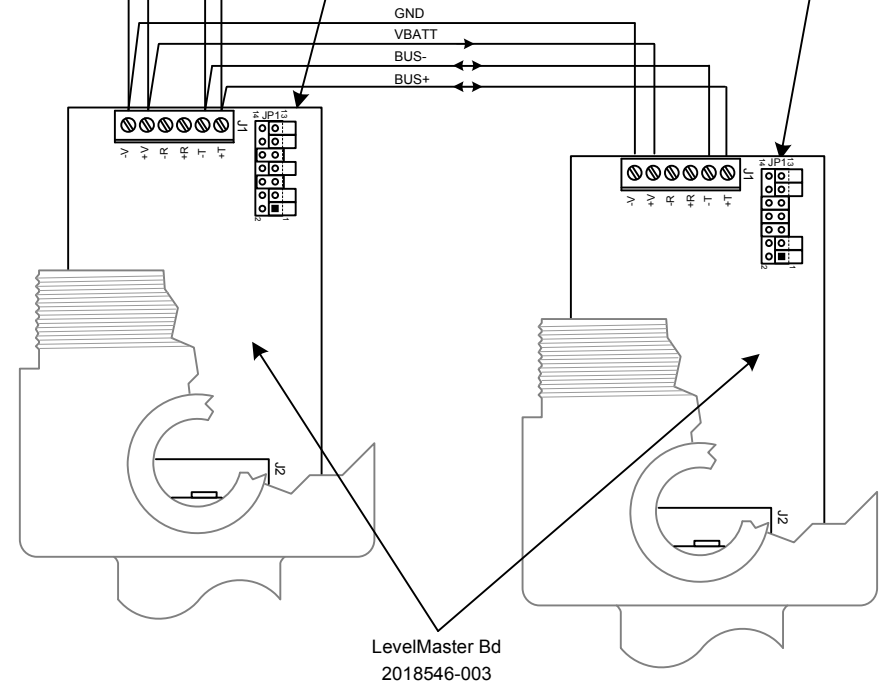 GND
VBATT
BUS-
BUS+
14 JP1 13
J1
-V +V -R +R -T +T
2 1
14 JP1 13
J1
-V +V -R +R -T +T
2 1
J2
J2
LevelMaster Bd
2018546-003